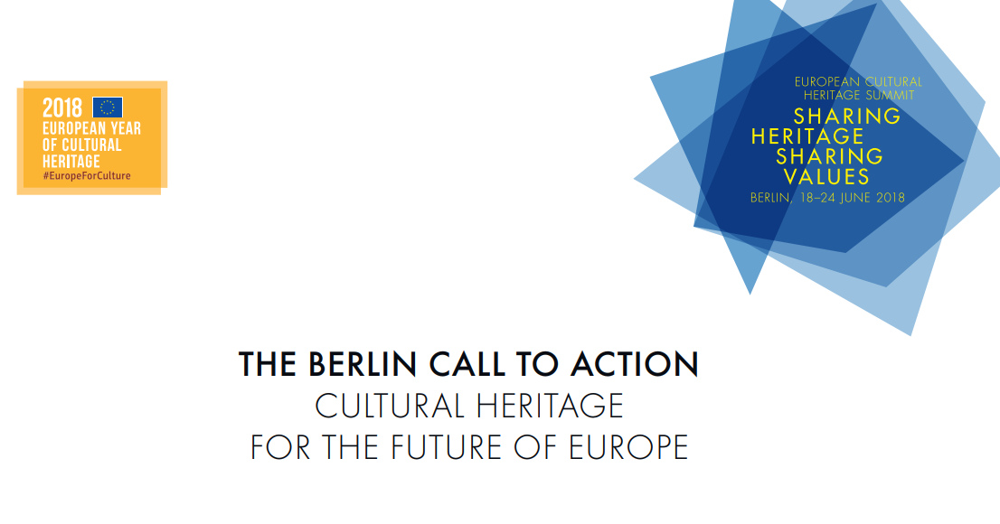 2018
EUROPEAN YEAR
OF CULTURAL
HERITAGE
#EuropeForCulture
EUROPEAN CULTURAL
HERITAGE SUMMIT
SHARING
HERITAGE
SHARING
VALUES
BERLIN, 18–24 JUNE 2018
THE BERLIN CALL TO ACTION
CULTURAL HERITAGE
FOR THE FUTURE OF EUROPE